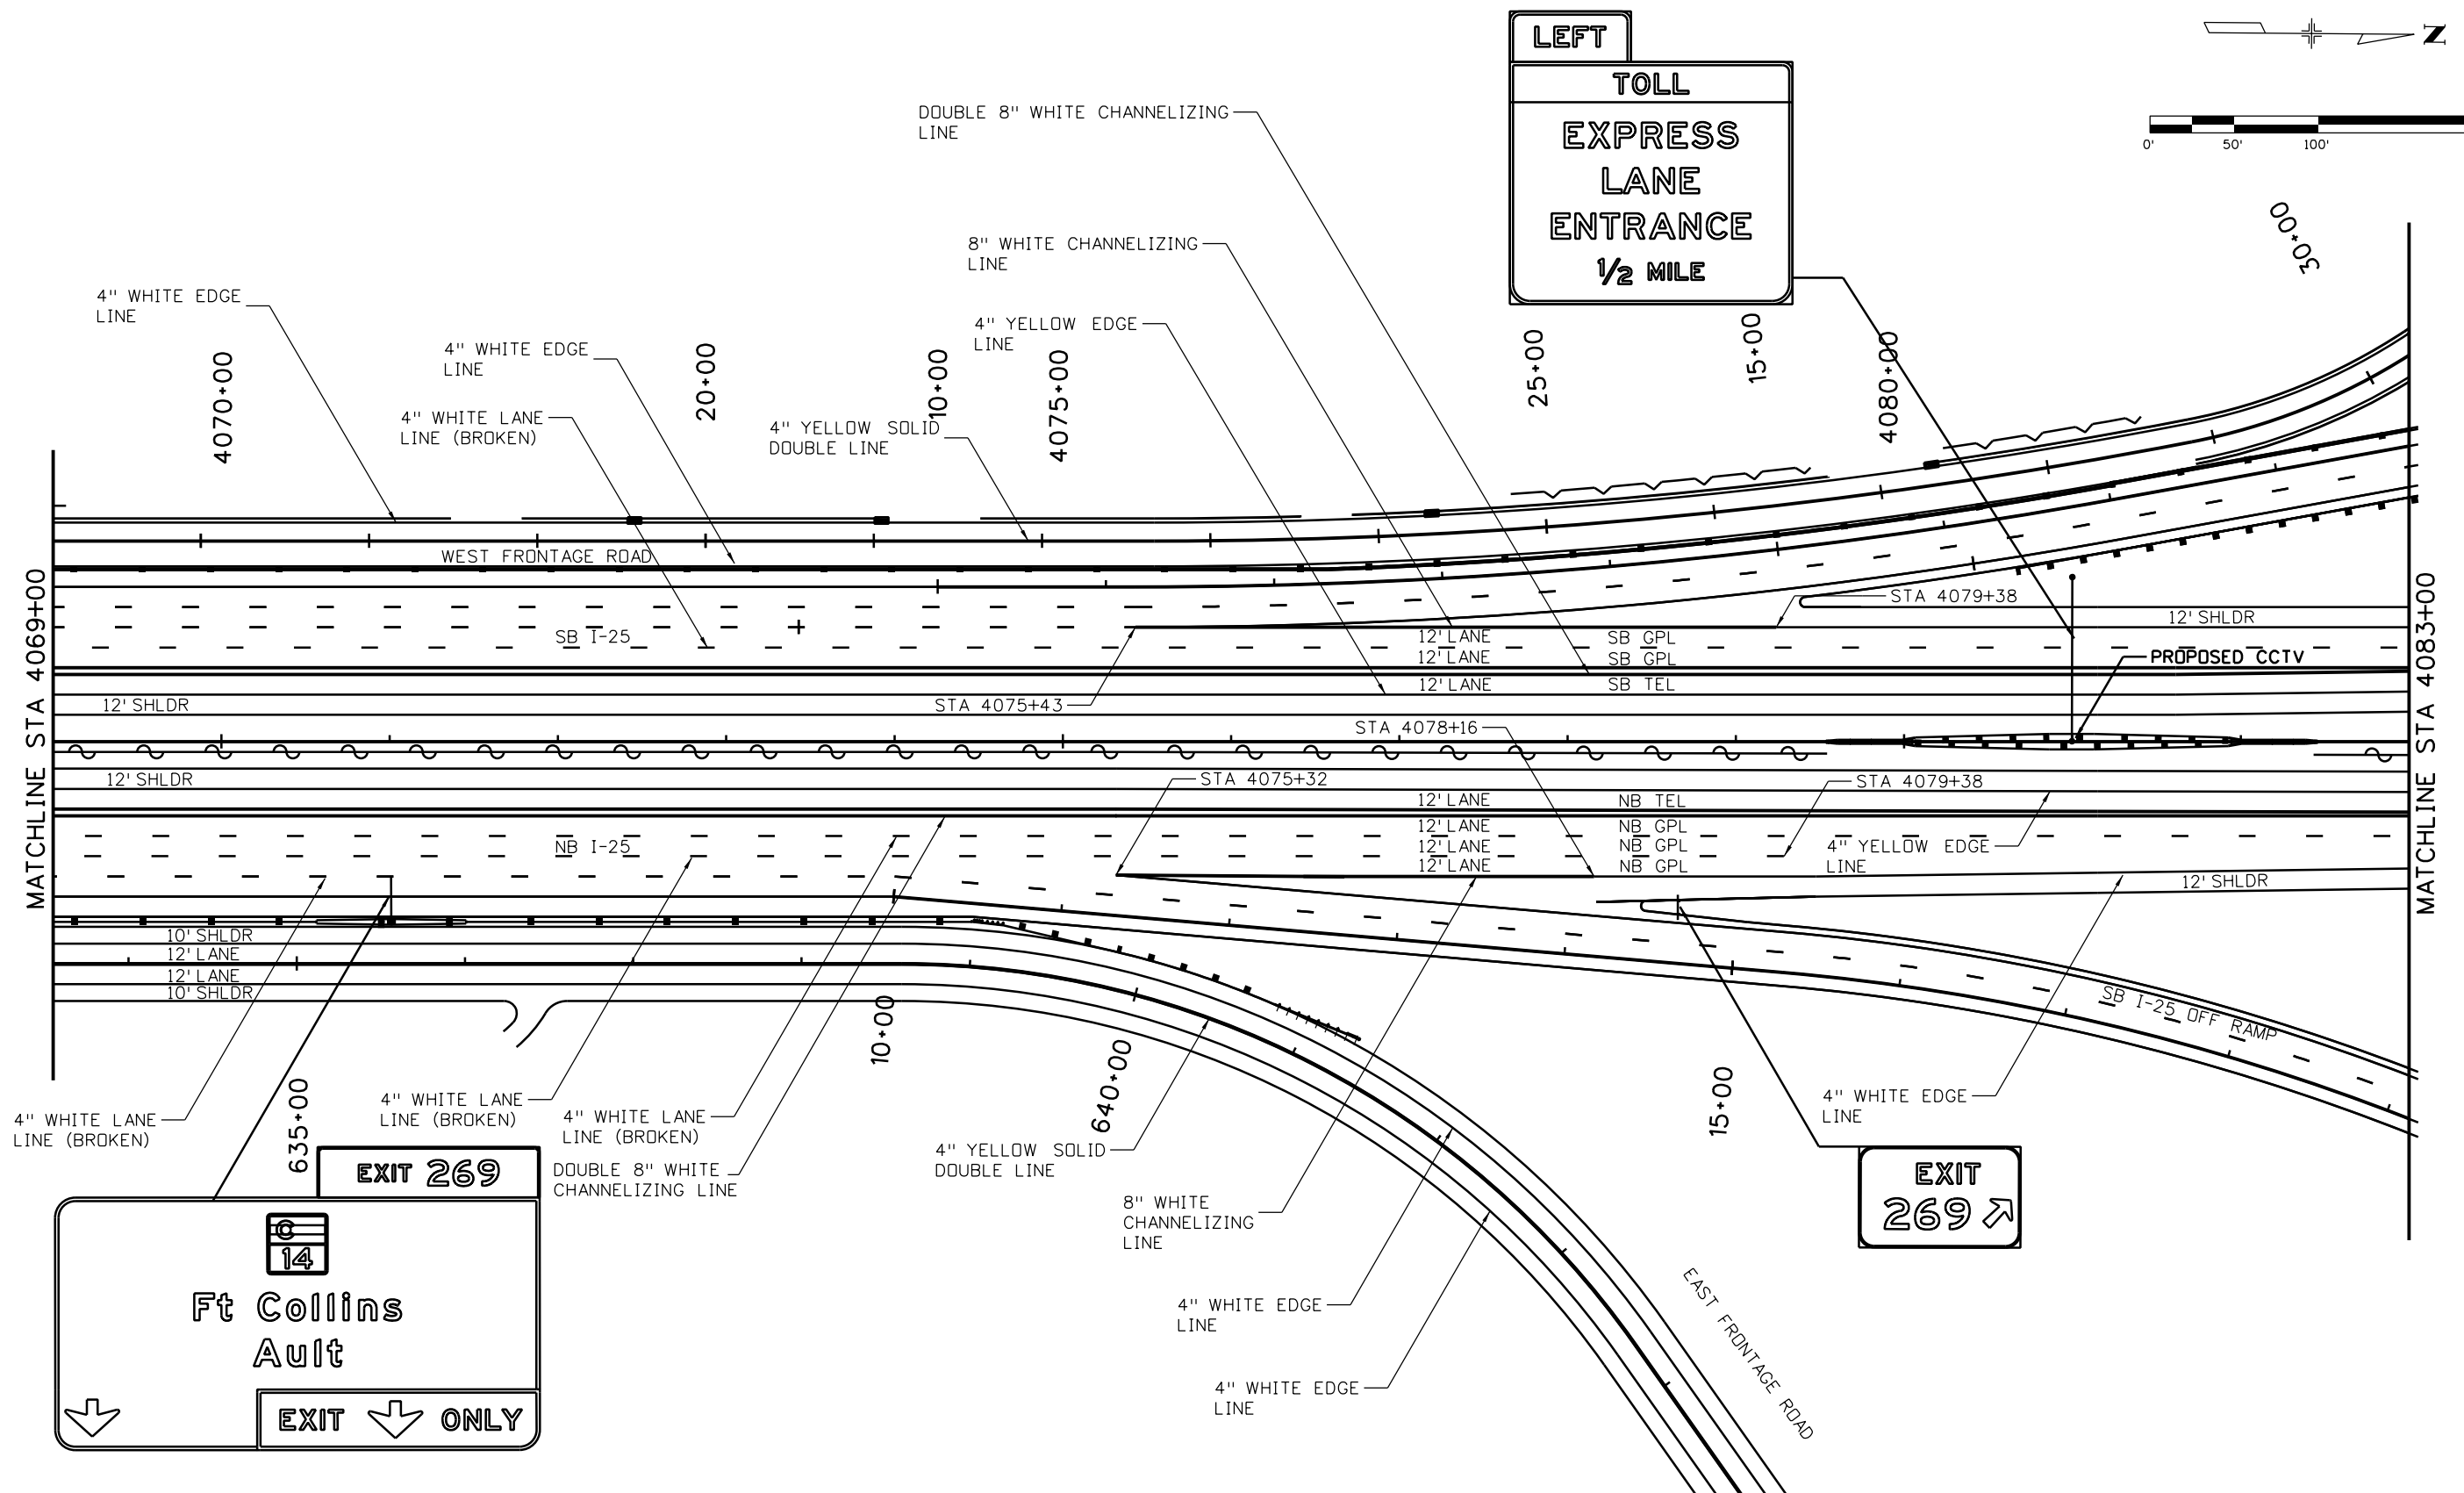 LEFT
TOLL
EXPRESS
LANE
ENTRANCE
1/2 MILE
N
0'
50'
100'
DOUBLE 8" WHITE CHANNELIZING
LINE
8" WHITE CHANNELIZING
LINE
4" YELLOW EDGE
LINE
4" WHITE EDGE
LINE
4" WHITE EDGE
LINE
4" WHITE LANE
LINE (BROKEN)
4" YELLOW SOLID
DOUBLE LINE
4070+00
20+00
10+00
4075+00
25+00
15+00
4080+00
30+00
WEST FRONTAGE ROAD
MATCHLINE STA 4069+00
MATCHLINE STA 4083+00
STA 4079+38
12' SHLDR
SB I-25
12' LANE
SB GPL
12' LANE
SB GPL
PROPOSED CCTV
12' LANE
SB TEL
12' SHLDR
STA 4075+43
STA 4078+16
12' SHLDR
STA 4075+32
STA 4079+38
12' LANE
NB TEL
12' LANE
NB GPL
NB I-25
12' LANE
NB GPL
4" YELLOW EDGE
LINE
12' LANE
NB GPL
12' SHLDR
10' SHLDR
12' LANE
12' LANE
10' SHLDR
SB I-25 OFF RAMP
10+00
640+00
15+00
635+00
4" WHITE LANE
LINE (BROKEN)
4" WHITE LANE
LINE (BROKEN)
4" WHITE LANE
LINE (BROKEN)
DOUBLE 8" WHITE
CHANNELIZING LINE
4" YELLOW SOLID
DOUBLE LINE
4" WHITE EDGE
LINE
8" WHITE
CHANNELIZING
LINE
4" WHITE EDGE
LINE
4" WHITE EDGE
LINE
EAST FRONTAGE ROAD
EXIT 269
C
14
Ft Collins
Ault
EXIT ONLY
EXIT
269